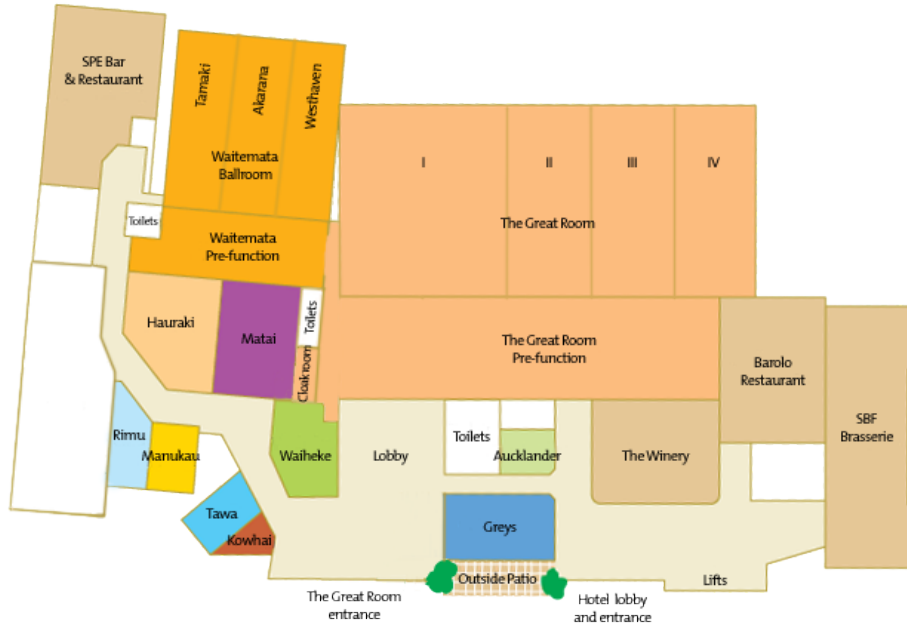 SPE Bar
& Restaurant
Tamaki
Akarana
Westhaven
Waitemata
Ballroom
I
II
III
IV
The Great Room
Toilets
Waitemata
Pre-function
Hauraki
Matai
Toilets
Cloakroom
The Great Room
Pre-function
Barolo
Restaurant
SBF
Brasserie
Rimu
Manukau
Waiheke
Lobby
Toilets
Aucklander
The Winery
Tawa
Kowhai
Greys
Outside Patio
Lifts
The Great Room
entrance
Hotel lobby
and entrance